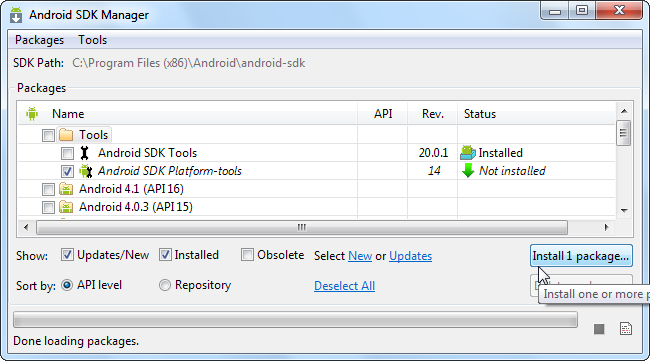 Android SDK Manager
Packages Tools
SDK Path: C:\Program Files (x86)\Android\android-sdk
Packages
Name API Rev. Status
Tools
Android SDK Tools 20.0.1 Installed
Android SDK Platform-tools 14 Not installed
Android 4.1 (API 16)
Android 4.0.3 (API 15)
Show: Updates/New Installed Obsolete Select New or Updates Install 1 package...
Sort by: API level Repository Deselect All
Install one or more p
Done loading packages.